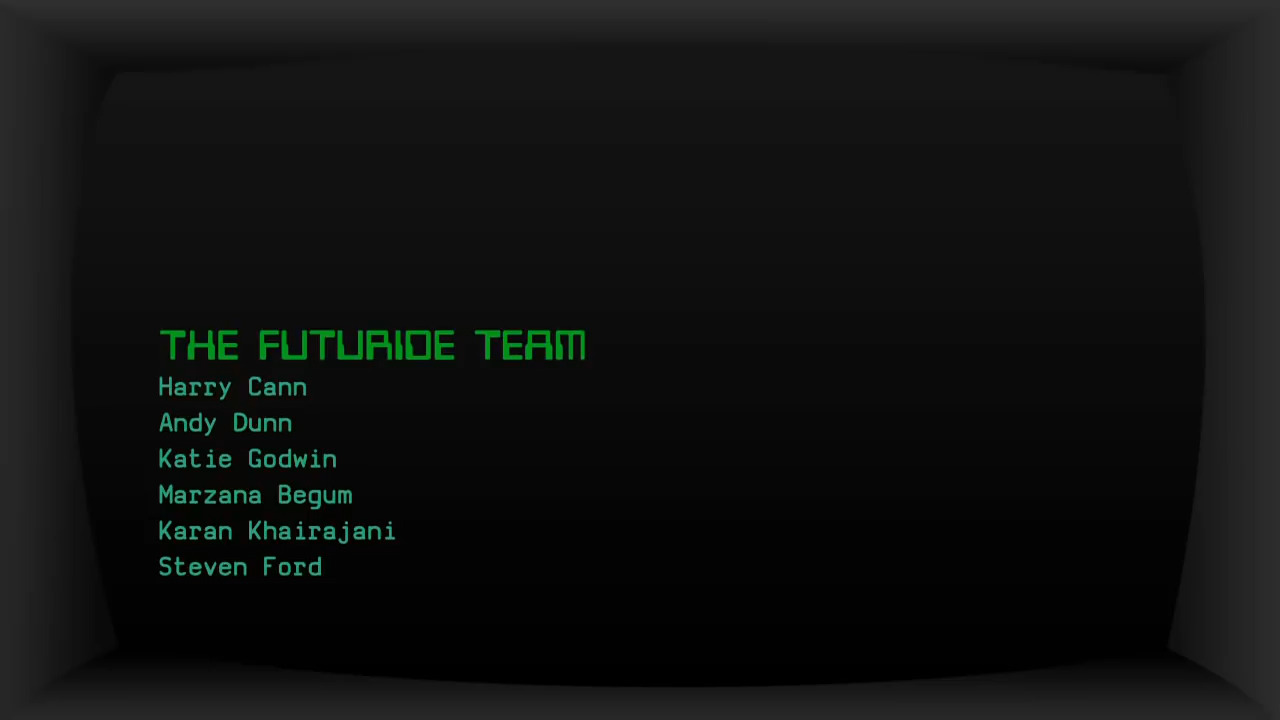 THE FUTURIDE TEAM
Harry Cann
Andy Dunn
Katie Godwin
Marzana Begum
Karan Khairajani
Steven Ford